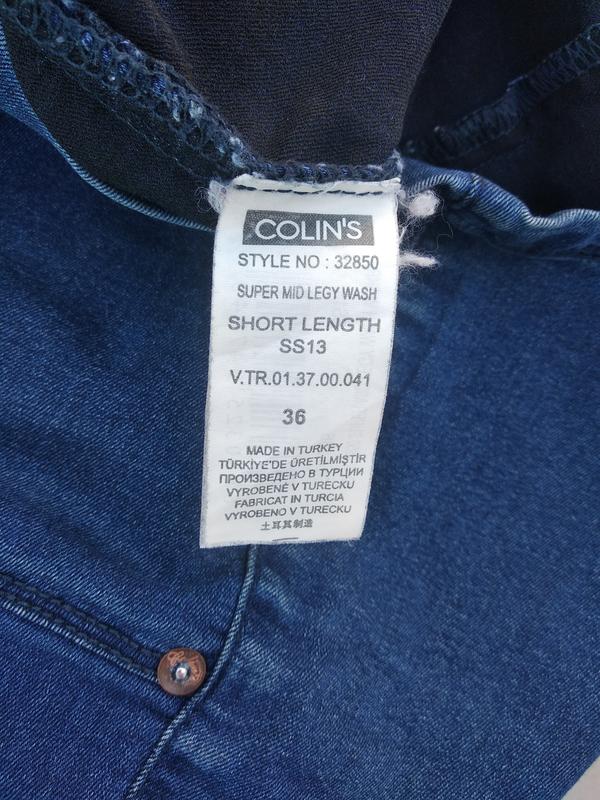 COLIN'S
STYLE NO : 32850
SUPER MID LEGY WASH
SHORT LENGTH
SS13
V.TR.01.37.00.041
36
MADE IN TURKEY
TÜRKİYE'DE ÜRETİLMİŞTİR
ПРОИЗВЕДЕНО В ТУРЦИИ
VYROBENÉ V TURECKU
FABRICAT IN TURCIA
VYROBENO V TURECKU
土耳其制造